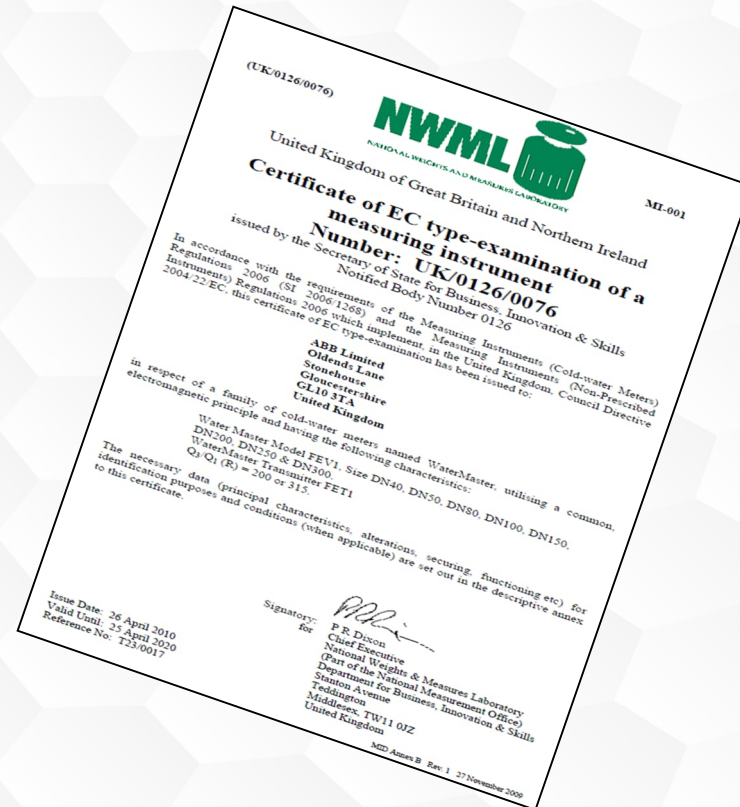 (UK/0126/0076)
NWML
NATIONAL WEIGHTS AND MEASURES LABORATORY
MI-001
United Kingdom of Great Britain and Northern Ireland
Certificate of EC type-examination of a
measuring instrument
Number: UK/0126/0076
issued by the Secretary of State for Business, Innovation & Skills
Notified Body Number 0126
In accordance with the requirements of the Measuring Instruments (Cold-water Meters)
Regulations 2006 (SI 2006/1268) and the Measuring Instruments (Non-Prescribed
Instruments) Regulations 2006 which implement, in the United Kingdom, Council Directive
2004/22/EC, this certificate of EC type-examination has been issued to:
ABB Limited
Oldends Lane
Stonehouse
Gloucestershire
GL10 3TA
United Kingdom
in respect of a family of cold-water meters named WaterMaster, utilising a common,
electromagnetic principle and having the following characteristics:
Water Master Model FEV1, Size DN40, DN50, DN80, DN100, DN150,
DN200, DN250 & DN300.
WaterMaster Transmitter FET1
Q3/Q1 (R) = 200 or 315.
The necessary data (principal characteristics, alterations, securing, functioning etc) for
identification purposes and conditions (when applicable) are set out in the descriptive annex
to this certificate.
Issue Date: 26 April 2010
Valid Until: 25 April 2020
Reference No: T23/0017
Signatory:
for
P R Dixon
Chief Executive
National Weights & Measures Laboratory
(Part of the National Measurement Office)
Department for Business, Innovation & Skills
Stanton Avenue
Teddington
Middlesex, TW11 0JZ
United Kingdom
MID Annex B Rev. 1 27 November 2009